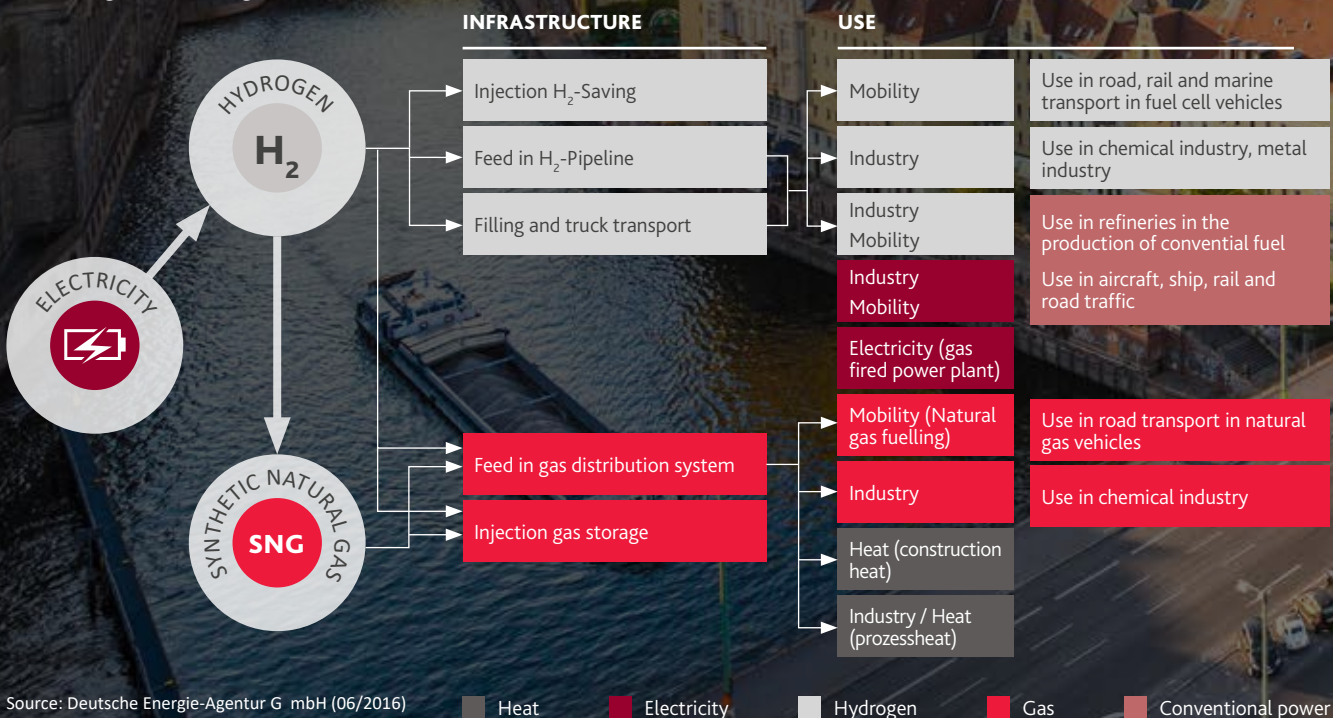 INFRASTRUCTURE
USE
HYDROGEN
H₂
ELECTRICITY
SYNTHETIC NATURAL GAS
SNG
Injection H₂-Saving
Feed in H₂-Pipeline
Filling and truck transport
Feed in gas distribution system
Injection gas storage
Mobility
Use in road, rail and marine
transport in fuel cell vehicles
Industry
Use in chemical industry, metal
industry
Industry
Mobility
Use in refineries in the
production of convential fuel
Use in aircraft, ship, rail and
road traffic
Industry
Mobility
Electricity (gas
fired power plant)
Mobility (Natural
gas fuelling)
Use in road transport in natural
gas vehicles
Industry
Use in chemical industry
Heat (construction
heat)
Industry / Heat
(prozessheat)
Source: Deutsche Energie-Agentur G mbH (06/2016)
Heat
Electricity
Hydrogen
Gas
Conventional power